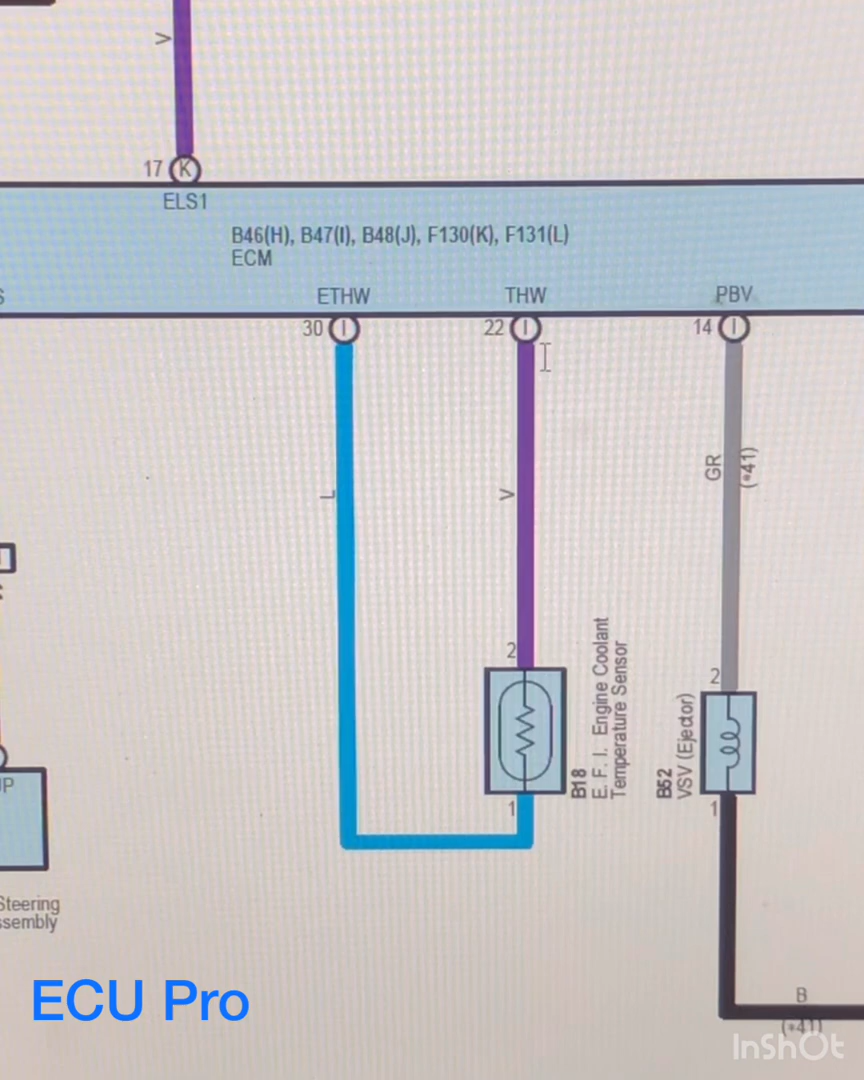 V
17 K
ELS1
B46(H), B47(I), B48(J), F130(K), F131(L)
ECM
ETHW THW PBV
30 I 22 I 14 I
L
V
GR
(*41)
2
2
B18
E. F. I. Engine Coolant
Temperature Sensor
B52
VSV (Ejector)
1
1
Steering
ssembly
ECU Pro
B
(*41)
InShOt